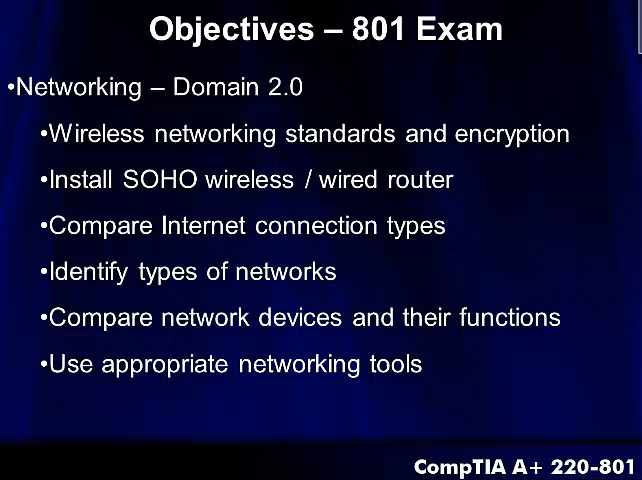 Objectives – 801 Exam
•Networking – Domain 2.0
•Wireless networking standards and encryption
•Install SOHO wireless / wired router
•Compare Internet connection types
•Identify types of networks
•Compare network devices and their functions
•Use appropriate networking tools
CompTIA A+ 220-801